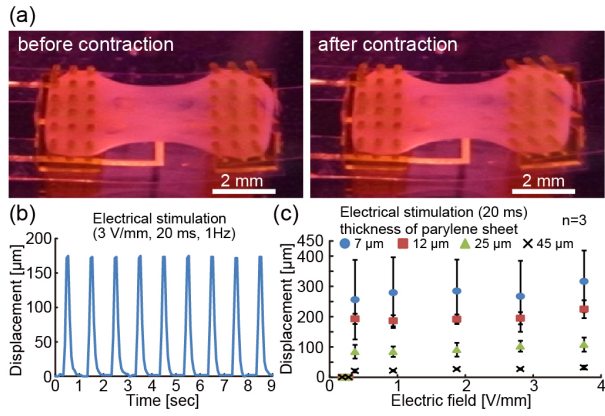 (a)
before contraction
after contraction
2 mm
2 mm
(b)
Electrical stimulation
(3 V/mm, 20 ms, 1Hz)
Displacement [μm]
200
150
100
50
0
0 1 2 3 4 5 6 7 8 9
Time [sec]
(c)
Electrical stimulation (20 ms)
thickness of parylene sheet
n=3
7 μm 12 μm 25 μm 45 μm
Displacement [μm]
450
400
350
300
250
200
150
100
50
0
0 1 2 3 4
Electric field [V/mm]